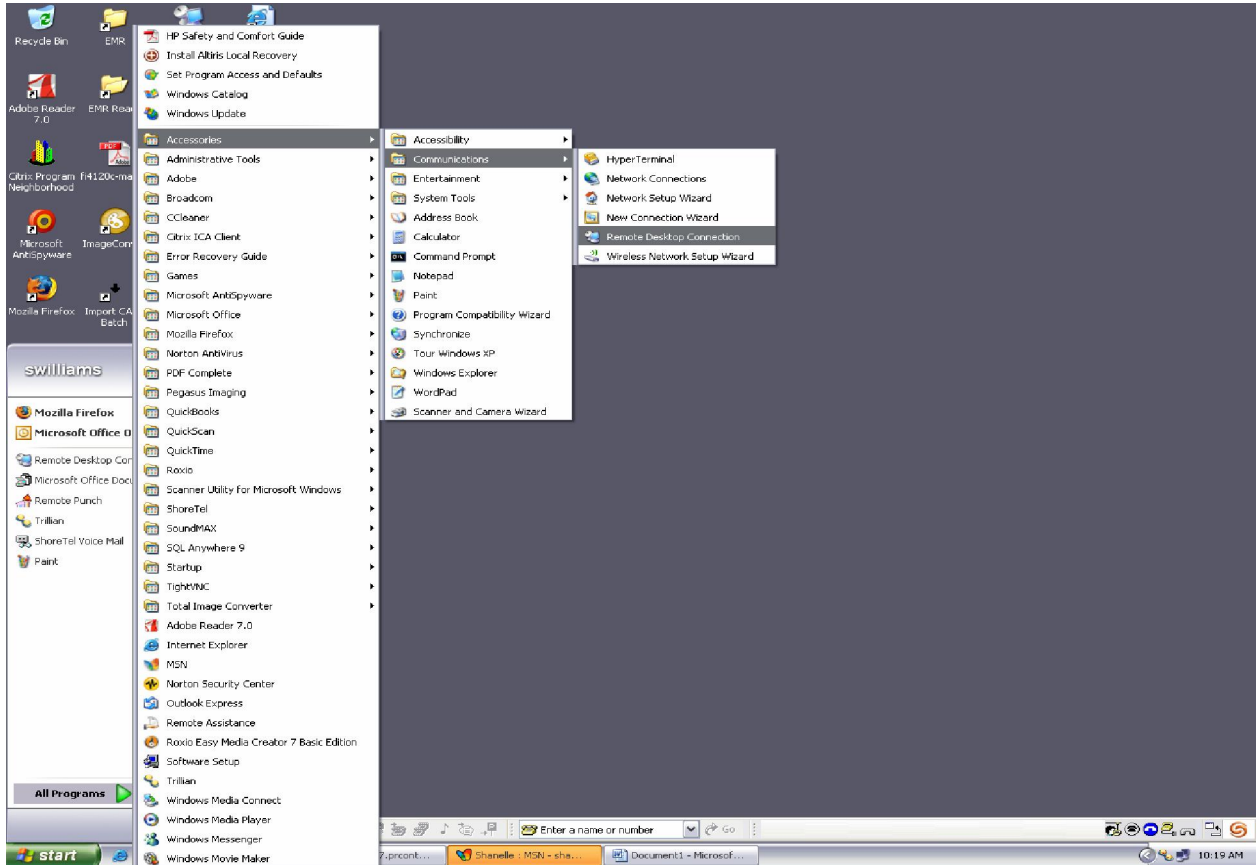 Recycle Bin
EMR
Adobe Reader 7.0
EMR Rea
Citrix Program Neighborhood
fi4120c-ma
Microsoft AntiSpyware
ImageCon
Mozilla Firefox
Import CA
Batch
swilliams
Mozilla Firefox
Microsoft Office O
Remote Desktop Con
Microsoft Office Docu
Remote Punch
Trillian
ShoreTel Voice Mail
Paint
All Programs
HP Safety and Comfort Guide
Install Altiris Local Recovery
Set Program Access and Defaults
Windows Catalog
Windows Update
Accessories
Administrative Tools
Adobe
Broadcom
CCleaner
Citrix ICA Client
Error Recovery Guide
Games
Microsoft AntiSpyware
Microsoft Office
Mozilla Firefox
Norton AntiVirus
PDF Complete
Pegasus Imaging
QuickBooks
QuickScan
QuickTime
Roxio
Scanner Utility for Microsoft Windows
ShoreTel
SoundMAX
SQL Anywhere 9
Startup
TightVNC
Total Image Converter
Adobe Reader 7.0
Internet Explorer
MSN
Norton Security Center
Outlook Express
Remote Assistance
Roxio Easy Media Creator 7 Basic Edition
Software Setup
Trillian
Windows Media Connect
Windows Media Player
Windows Messenger
Windows Movie Maker
Accessibility
Communications
Entertainment
System Tools
Address Book
Calculator
Command Prompt
Notepad
Paint
Program Compatibility Wizard
Synchronize
Tour Windows XP
Windows Explorer
WordPad
Scanner and Camera Wizard
HyperTerminal
Network Connections
Network Setup Wizard
New Connection Wizard
Remote Desktop Connection
Wireless Network Setup Wizard
Enter a name or number
Go
start
7.prcont...
Shanelle : MSN - sha...
Document1 - Microsof...
10:19 AM